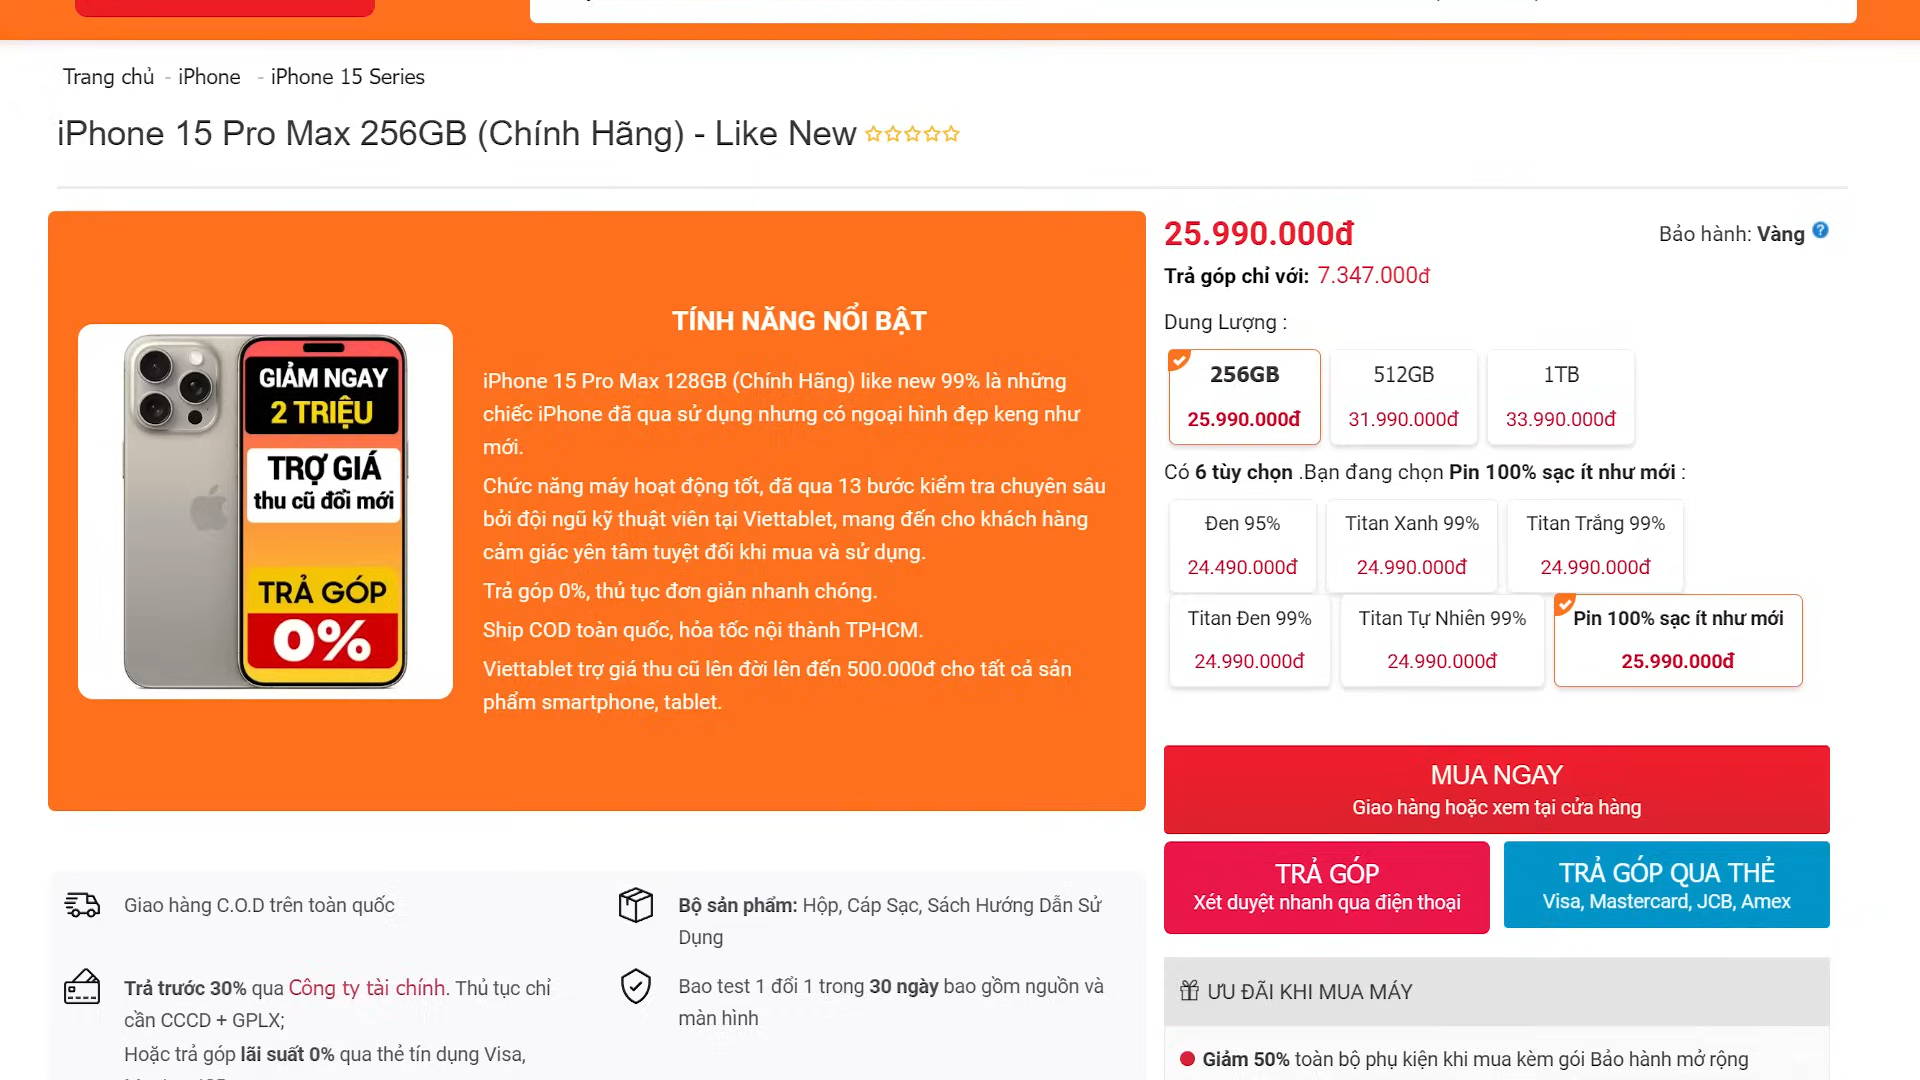 Trang chủ - iPhone - iPhone 15 Series
iPhone 15 Pro Max 256GB (Chính Hãng) - Like New
25.990.000đ
Bảo hành: Vàng ?
Trả góp chỉ với: 7.347.000đ
Dung Lượng :
256GB 512GB 1TB
25.990.000đ 31.990.000đ 33.990.000đ
Có 6 tùy chọn .Bạn đang chọn Pin 100% sạc ít như mới :
Đen 95% Titan Xanh 99% Titan Trắng 99%
24.490.000đ 24.990.000đ 24.990.000đ
Titan Đen 99% Titan Tự Nhiên 99% Pin 100% sạc ít như mới
24.990.000đ 24.990.000đ 25.990.000đ
MUA NGAY
Giao hàng hoặc xem tại cửa hàng
TRẢ GÓP
Xét duyệt nhanh qua điện thoại
TRẢ GÓP QUA THẺ
Visa, Mastercard, JCB, Amex
ƯU ĐÃI KHI MUA MÁY
Giảm 50% toàn bộ phụ kiện khi mua kèm gói Bảo hành mở rộng
GIẢM NGAY
2 TRIỆU
TRỢ GIÁ
thu cũ đổi mới
TRẢ GÓP
0%
TÍNH NĂNG NỔI BẬT
iPhone 15 Pro Max 128GB (Chính Hãng) like new 99% là những
chiếc iPhone đã qua sử dụng nhưng có ngoại hình đẹp keng như
mới.
Chức năng máy hoạt động tốt, đã qua 13 bước kiểm tra chuyên sâu
bởi đội ngũ kỹ thuật viên tại Viettablet, mang đến cho khách hàng
cảm giác yên tâm tuyệt đối khi mua và sử dụng.
Trả góp 0%, thủ tục đơn giản nhanh chóng.
Ship COD toàn quốc, hỏa tốc nội thành TPHCM.
Viettablet trợ giá thu cũ lên đời lên đến 500.000đ cho tất cả sản
phẩm smartphone, tablet.
Giao hàng C.O.D trên toàn quốc
Bộ sản phẩm: Hộp, Cáp Sạc, Sách Hướng Dẫn Sử
Dụng
Trả trước 30% qua Công ty tài chính. Thủ tục chỉ
cần CCCD + GPLX;
Hoặc trả góp lãi suất 0% qua thẻ tín dụng Visa,
Bao test 1 đổi 1 trong 30 ngày bao gồm nguồn và
màn hình